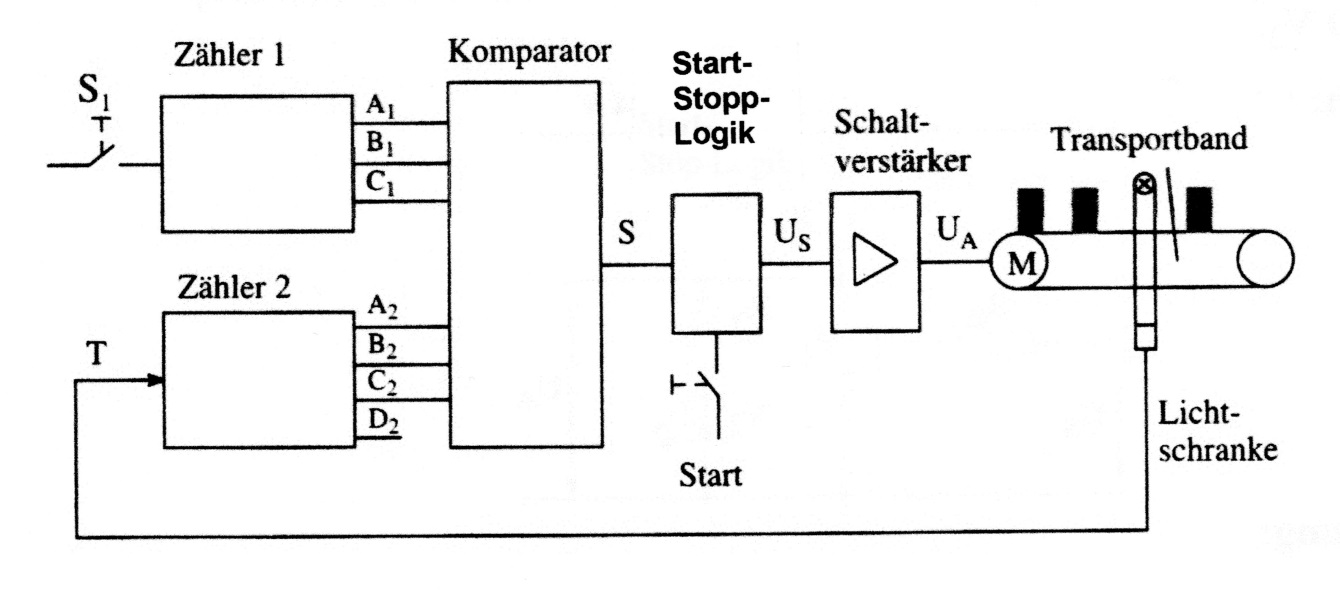 Zähler 1
Komparator
Start-
Stopp-
Logik
Schalt-
verstärker
Transportband
S1
A1
B1
C1
S
US
UA
M
Zähler 2
A2
B2
C2
D2
T
Start
Licht-
schranke